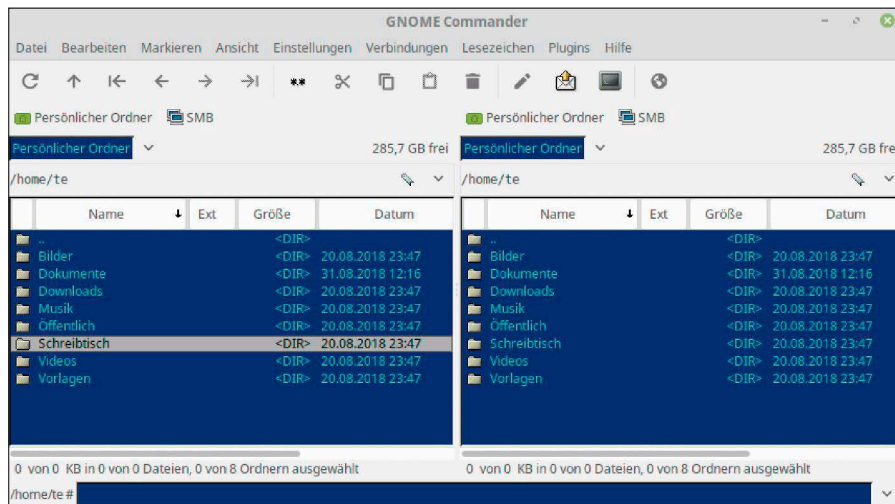 GNOME Commander
Datei Bearbeiten Markieren Ansicht Einstellungen Verbindungen Lesezeichen Plugins Hilfe
Persönlicher Ordner SMB
Persönlicher Ordner 285,7 GB frei
/home/te
Name Ext Größe Datum
.. <DIR>
Bilder <DIR> 20.08.2018 23:47
Dokumente <DIR> 31.08.2018 12:16
Downloads <DIR> 20.08.2018 23:47
Musik <DIR> 20.08.2018 23:47
Öffentlich <DIR> 20.08.2018 23:47
Schreibtisch <DIR> 20.08.2018 23:47
Videos <DIR> 20.08.2018 23:47
Vorlagen <DIR> 20.08.2018 23:47
0 von 0 KB in 0 von 0 Dateien, 0 von 8 Ordnern ausgewählt
Persönlicher Ordner SMB
Persönlicher Ordner 285,7 GB fre
/home/te
Name Ext Größe Datum
.. <DIR>
Bilder <DIR> 20.08.2018 23:47
Dokumente <DIR> 31.08.2018 12:16
Downloads <DIR> 20.08.2018 23:47
Musik <DIR> 20.08.2018 23:47
Öffentlich <DIR> 20.08.2018 23:47
Schreibtisch <DIR> 20.08.2018 23:47
Videos <DIR> 20.08.2018 23:47
Vorlagen <DIR> 20.08.2018 23:47
0 von 0 KB in 0 von 0 Dateien, 0 von 8 Ordnern ausgewählt
/home/te #